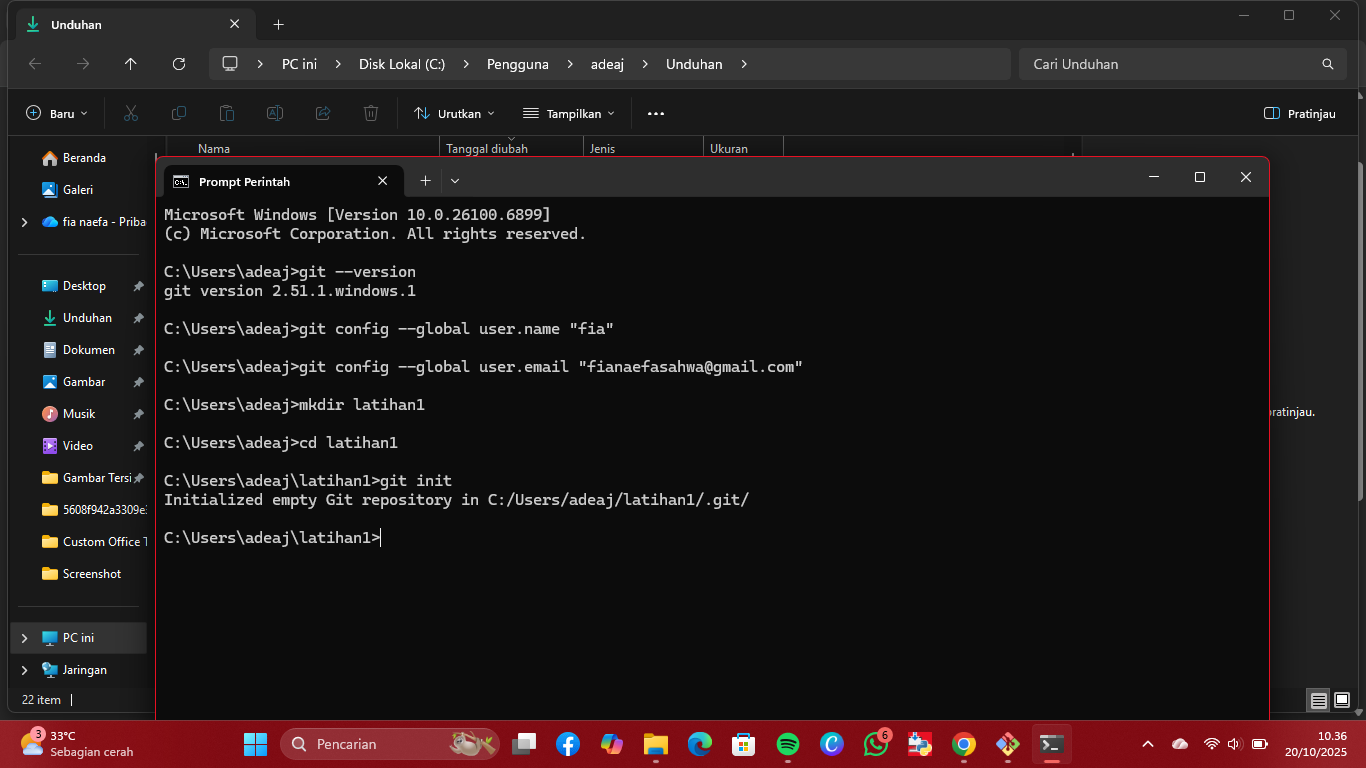 Unduhan
PC ini > Disk Lokal (C:) > Pengguna > adeaj > Unduhan >
Cari Unduhan
Baru
Urutkan
Tampilkan
Pratinjau
Nama
Tanggal diubah
Jenis
Ukuran
Beranda
Galeri
fia naefa - Priba
Desktop
Unduhan
Dokumen
Gambar
Musik
Video
Gambar Tersi
5608f942a3309e
Custom Office T
Screenshot
PC ini
Jaringan
22 item
pratinjau.
Prompt Perintah
Microsoft Windows [Version 10.0.26100.6899]
(c) Microsoft Corporation. All rights reserved.
C:\Users\adeaj>git --version
git version 2.51.1.windows.1
C:\Users\adeaj>git config --global user.name "fia"
C:\Users\adeaj>git config --global user.email "fianaefasahwa@gmail.com"
C:\Users\adeaj>mkdir latihan1
C:\Users\adeaj>cd latihan1
C:\Users\adeaj\latihan1>git init
Initialized empty Git repository in C:/Users/adeaj/latihan1/.git/
C:\Users\adeaj\latihan1>
3
33°C
Sebagian cerah
Pencarian
6
10.36
20/10/2025